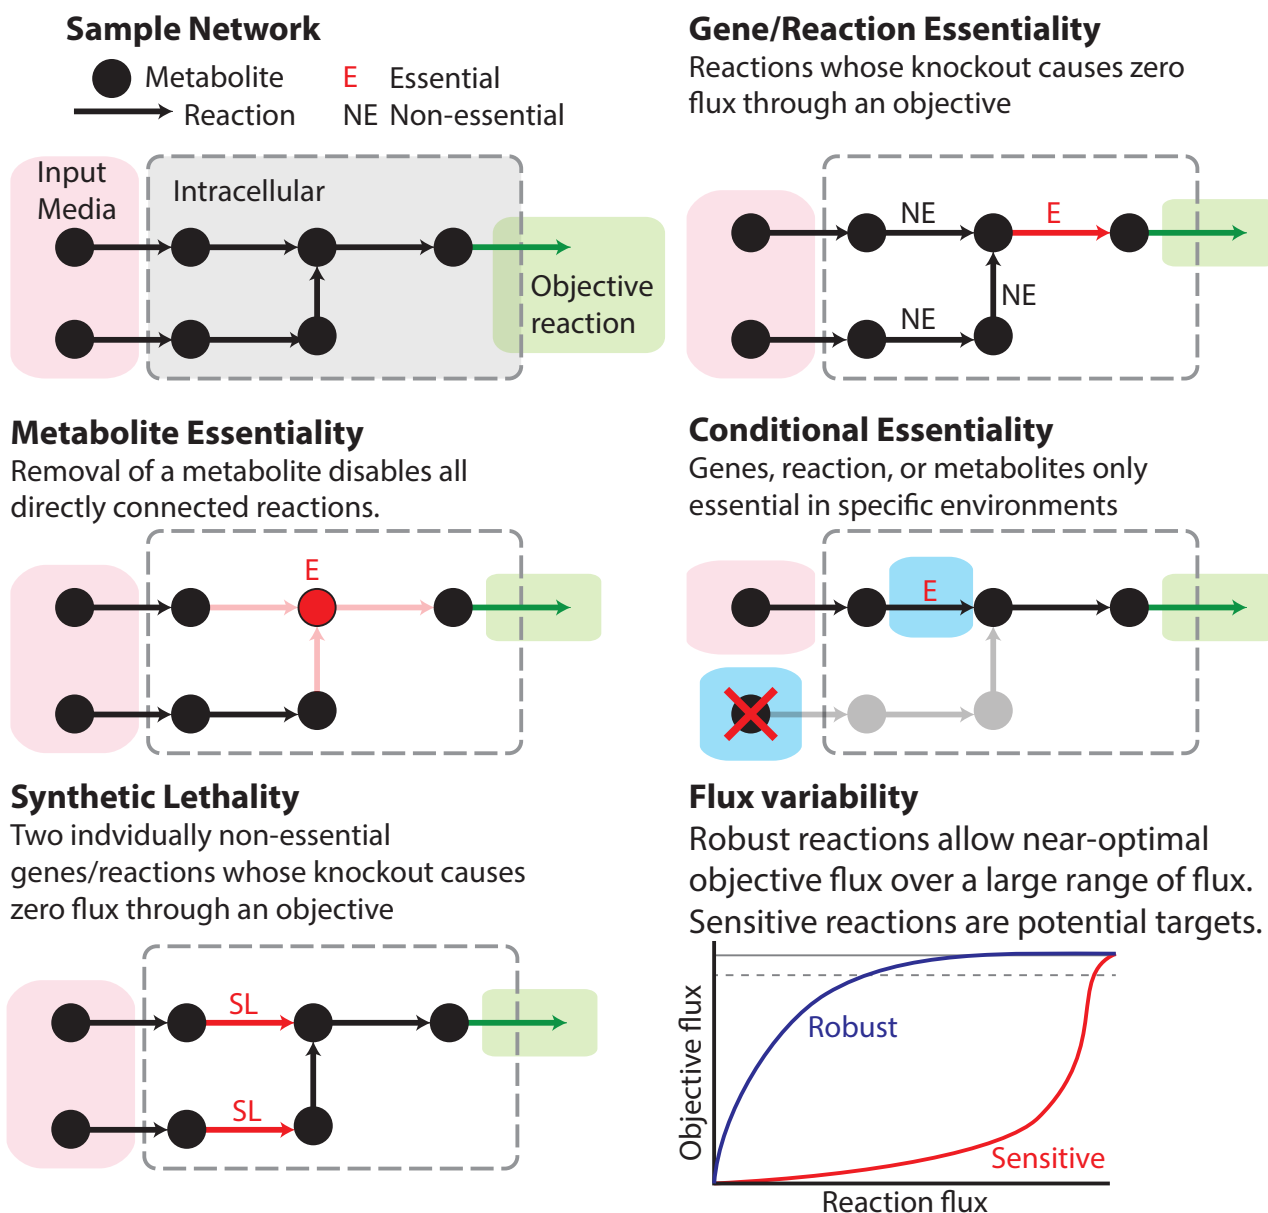 Sample Network
Metabolite
E Essential
Reaction
NE Non-essential
Input
Media
Intracellular
Objective
reaction
Gene/Reaction Essentiality
Reactions whose knockout causes zero
flux through an objective
NE
E
NE
NE
Metabolite Essentiality
Removal of a metabolite disables all
directly connected reactions.
E
Conditional Essentiality
Genes, reaction, or metabolites only
essential in specific environments
E
Synthetic Lethality
Two indvidually non-essential
genes/reactions whose knockout causes
zero flux through an objective
SL
SL
Flux variability
Robust reactions allow near-optimal
objective flux over a large range of flux.
Sensitive reactions are potential targets.
Objective flux
Robust
Sensitive
Reaction flux